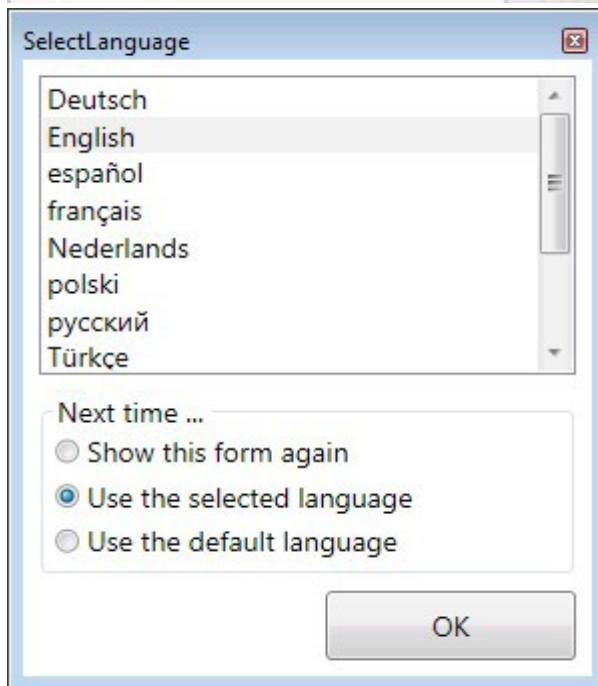 SelectLanguage
Deutsch
English
español
français
Nederlands
polski
русский
Türkçe
Next time ...
Show this form again
Use the selected language
Use the default language
OK